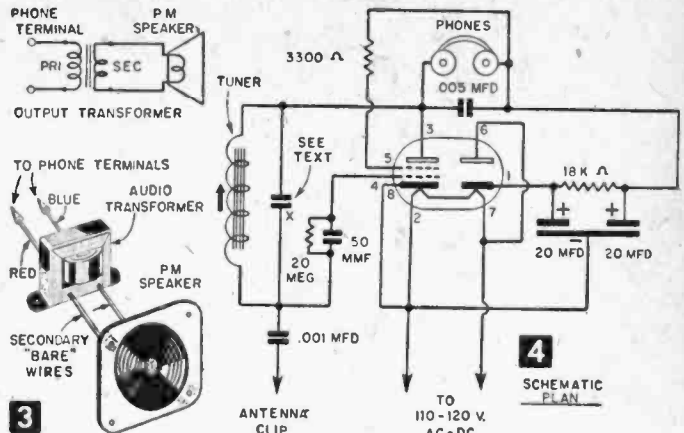 PHONE
TERMINAL
PM
SPEAKER
PRI
SEC
OUTPUT TRANSFORMER
TO PHONE TERMINALS
BLUE
AUDIO
TRANSFORMER
RED
PM
SPEAKER
SECONDARY
"BARE"
WIRES
3
PHONES
3300 Ω
.005 MFD
TUNER
SEE
TEXT
X
3
6
5
4
8
1
2
7
18 K Ω
+
+
-
20 MFD
20 MFD
20
MEG
50
MMF
.001 MFD
4
SCHEMATIC
PLAN
ANTENNA
CLIP
TO
110-120 V.
AC-DC